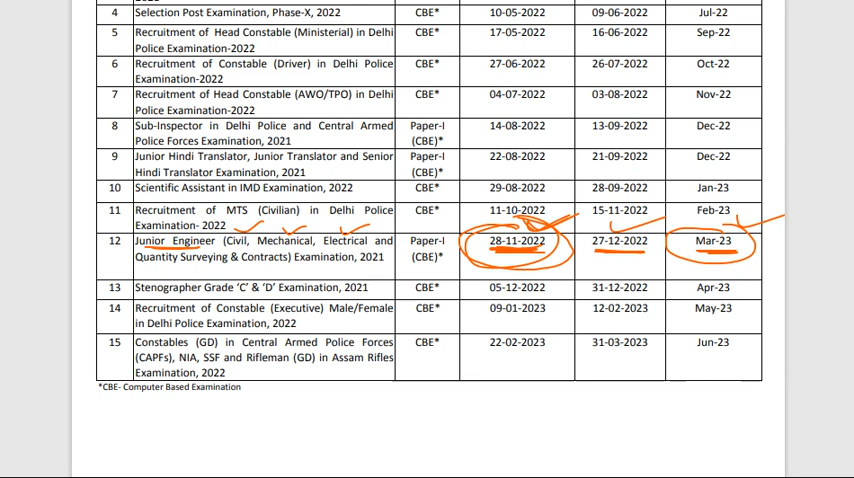 2022
4 Selection Post Examination, Phase-X, 2022 CBE* 10-05-2022 09-06-2022 Jul-22
5 Recruitment of Head Constable (Ministerial) in Delhi CBE* 17-05-2022 16-06-2022 Sep-22
Police Examination-2022
6 Recruitment of Constable (Driver) in Delhi Police CBE* 27-06-2022 26-07-2022 Oct-22
Examination-2022
7 Recruitment of Head Constable (AWO/TPO) in Delhi CBE* 04-07-2022 03-08-2022 Nov-22
Police Examination-2022
8 Sub-Inspector in Delhi Police and Central Armed Paper-I 14-08-2022 13-09-2022 Dec-22
Police Forces Examination, 2021 (CBE)*
9 Junior Hindi Translator, Junior Translator and Senior Paper-I 22-08-2022 21-09-2022 Dec-22
Hindi Translator Examination, 2021 (CBE)*
10 Scientific Assistant in IMD Examination, 2022 CBE* 29-08-2022 28-09-2022 Jan-23
11 Recruitment of MTS (Civilian) in Delhi Police CBE* 11-10-2022 15-11-2022 Feb-23
Examination- 2022
12 Junior Engineer (Civil, Mechanical, Electrical and Paper-I 28-11-2022 27-12-2022 Mar-23
Quantity Surveying & Contracts) Examination, 2021 (CBE)*
13 Stenographer Grade ‘C’ & ‘D’ Examination, 2021 CBE* 05-12-2022 31-12-2022 Apr-23
14 Recruitment of Constable (Executive) Male/Female CBE* 09-01-2023 12-02-2023 May-23
in Delhi Police Examination, 2022
15 Constables (GD) in Central Armed Police Forces CBE* 22-02-2023 31-03-2023 Jun-23
(CAPFs), NIA, SSF and Rifleman (GD) in Assam Rifles
Examination, 2022
*CBE- Computer Based Examination